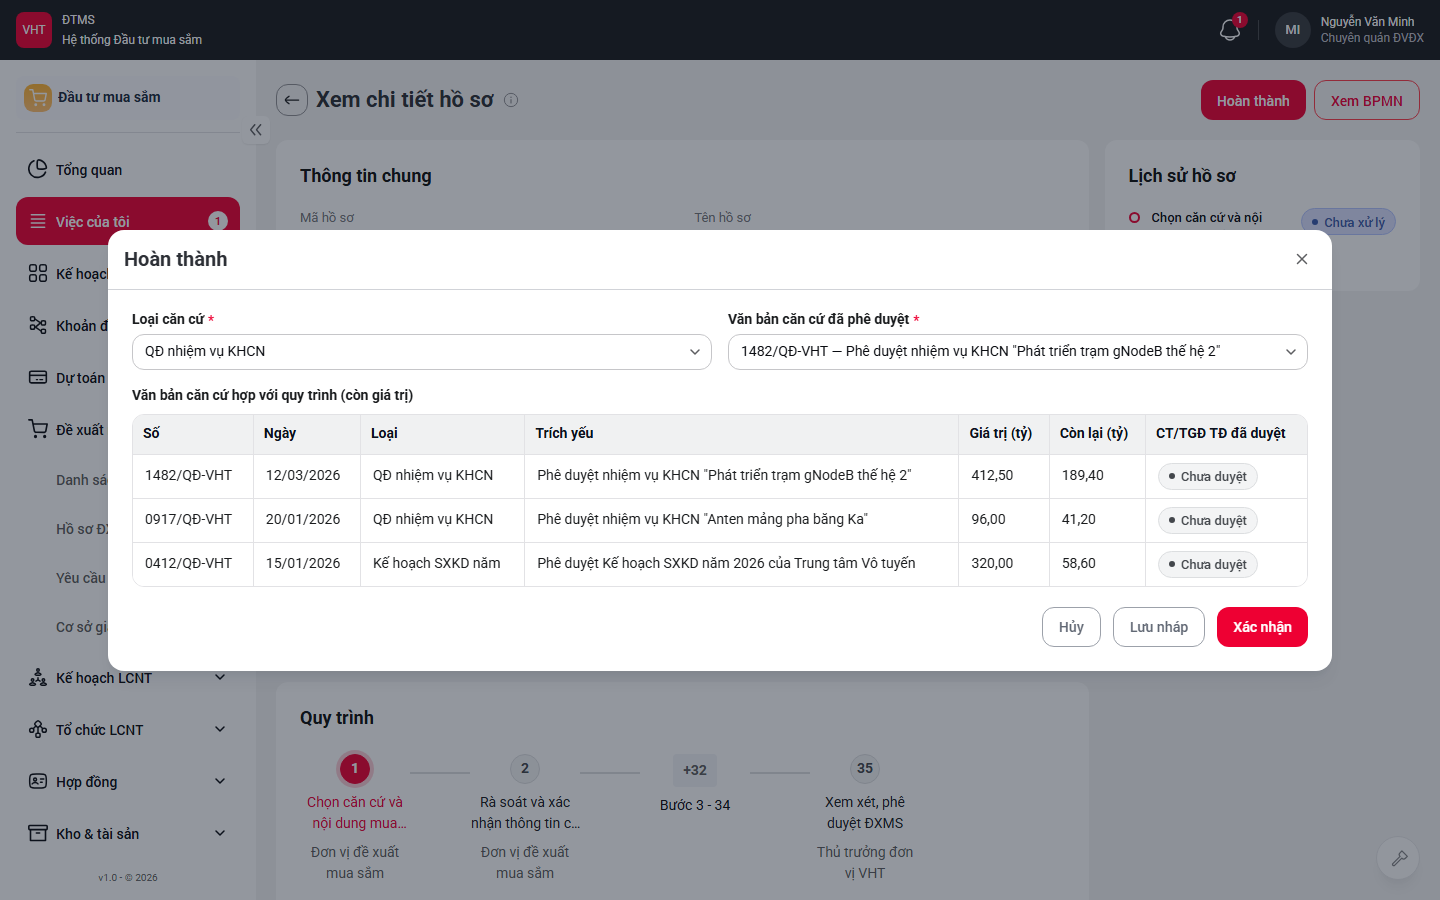 VHT
ĐTMS
Hệ thống Đầu tư mua sắm
1
MI
Nguyễn Văn Minh
Chuyên quản ĐVĐX
Đầu tư mua sắm
Xem chi tiết hồ sơ
Hoàn thành
Xem BPMN
Tổng quan
Việc của tôi
1
Kế hoạch
Khoản đ
Dự toán
Đề xuất
Danh sá
Hồ sơ ĐX
Yêu cầu
Cơ sở gi
Kế hoạch LCNT
Tổ chức LCNT
Hợp đồng
Kho & tài sản
v1.0 - © 2026
Thông tin chung
Mã hồ sơ
Tên hồ sơ
Lịch sử hồ sơ
Chọn căn cứ và nội
Chưa xử lý
Hoàn thành
Loại căn cứ *
QĐ nhiệm vụ KHCN
Văn bản căn cứ đã phê duyệt *
1482/QĐ-VHT — Phê duyệt nhiệm vụ KHCN "Phát triển trạm gNodeB thế hệ 2"
Văn bản căn cứ hợp với quy trình (còn giá trị)
Số Ngày Loại Trích yếu Giá trị (tỷ) Còn lại (tỷ) CT/TGĐ TĐ đã duyệt
1482/QĐ-VHT 12/03/2026 QĐ nhiệm vụ KHCN Phê duyệt nhiệm vụ KHCN "Phát triển trạm gNodeB thế hệ 2" 412,50 189,40 Chưa duyệt
0917/QĐ-VHT 20/01/2026 QĐ nhiệm vụ KHCN Phê duyệt nhiệm vụ KHCN "Anten mảng pha băng Ka" 96,00 41,20 Chưa duyệt
0412/QĐ-VHT 15/01/2026 Kế hoạch SXKD năm Phê duyệt Kế hoạch SXKD năm 2026 của Trung tâm Vô tuyến 320,00 58,60 Chưa duyệt
Hủy
Lưu nháp
Xác nhận
Quy trình
1
Chọn căn cứ và
nội dung mua...
Đơn vị đề xuất
mua sắm
2
Rà soát và xác
nhận thông tin c...
Đơn vị đề xuất
mua sắm
+32
Bước 3 - 34
35
Xem xét, phê
duyệt ĐXMS
Thủ trưởng đơn
vị VHT